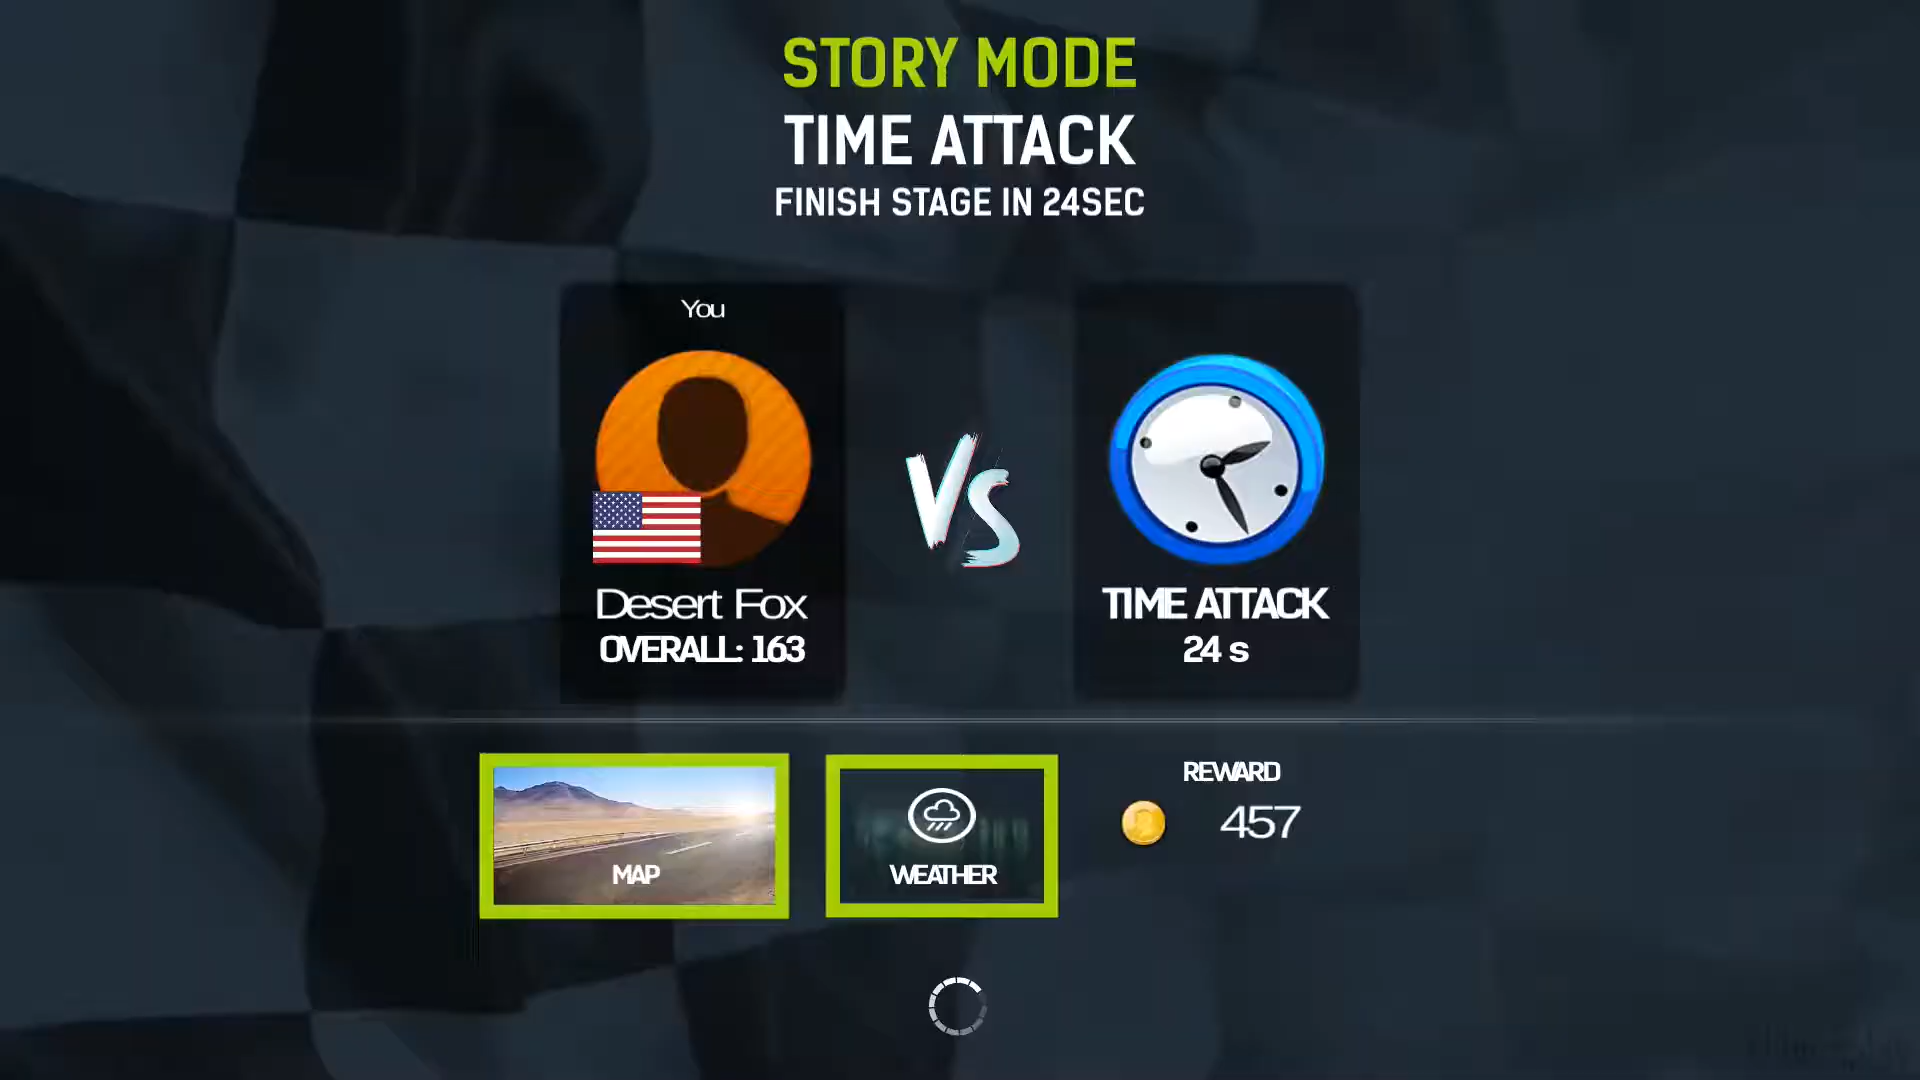 STORY MODE
TIME ATTACK
FINISH STAGE IN 24SEC
You
Desert Fox
OVERALL: 163
VS
TIME ATTACK
24 s
MAP
WEATHER
REWARD
457